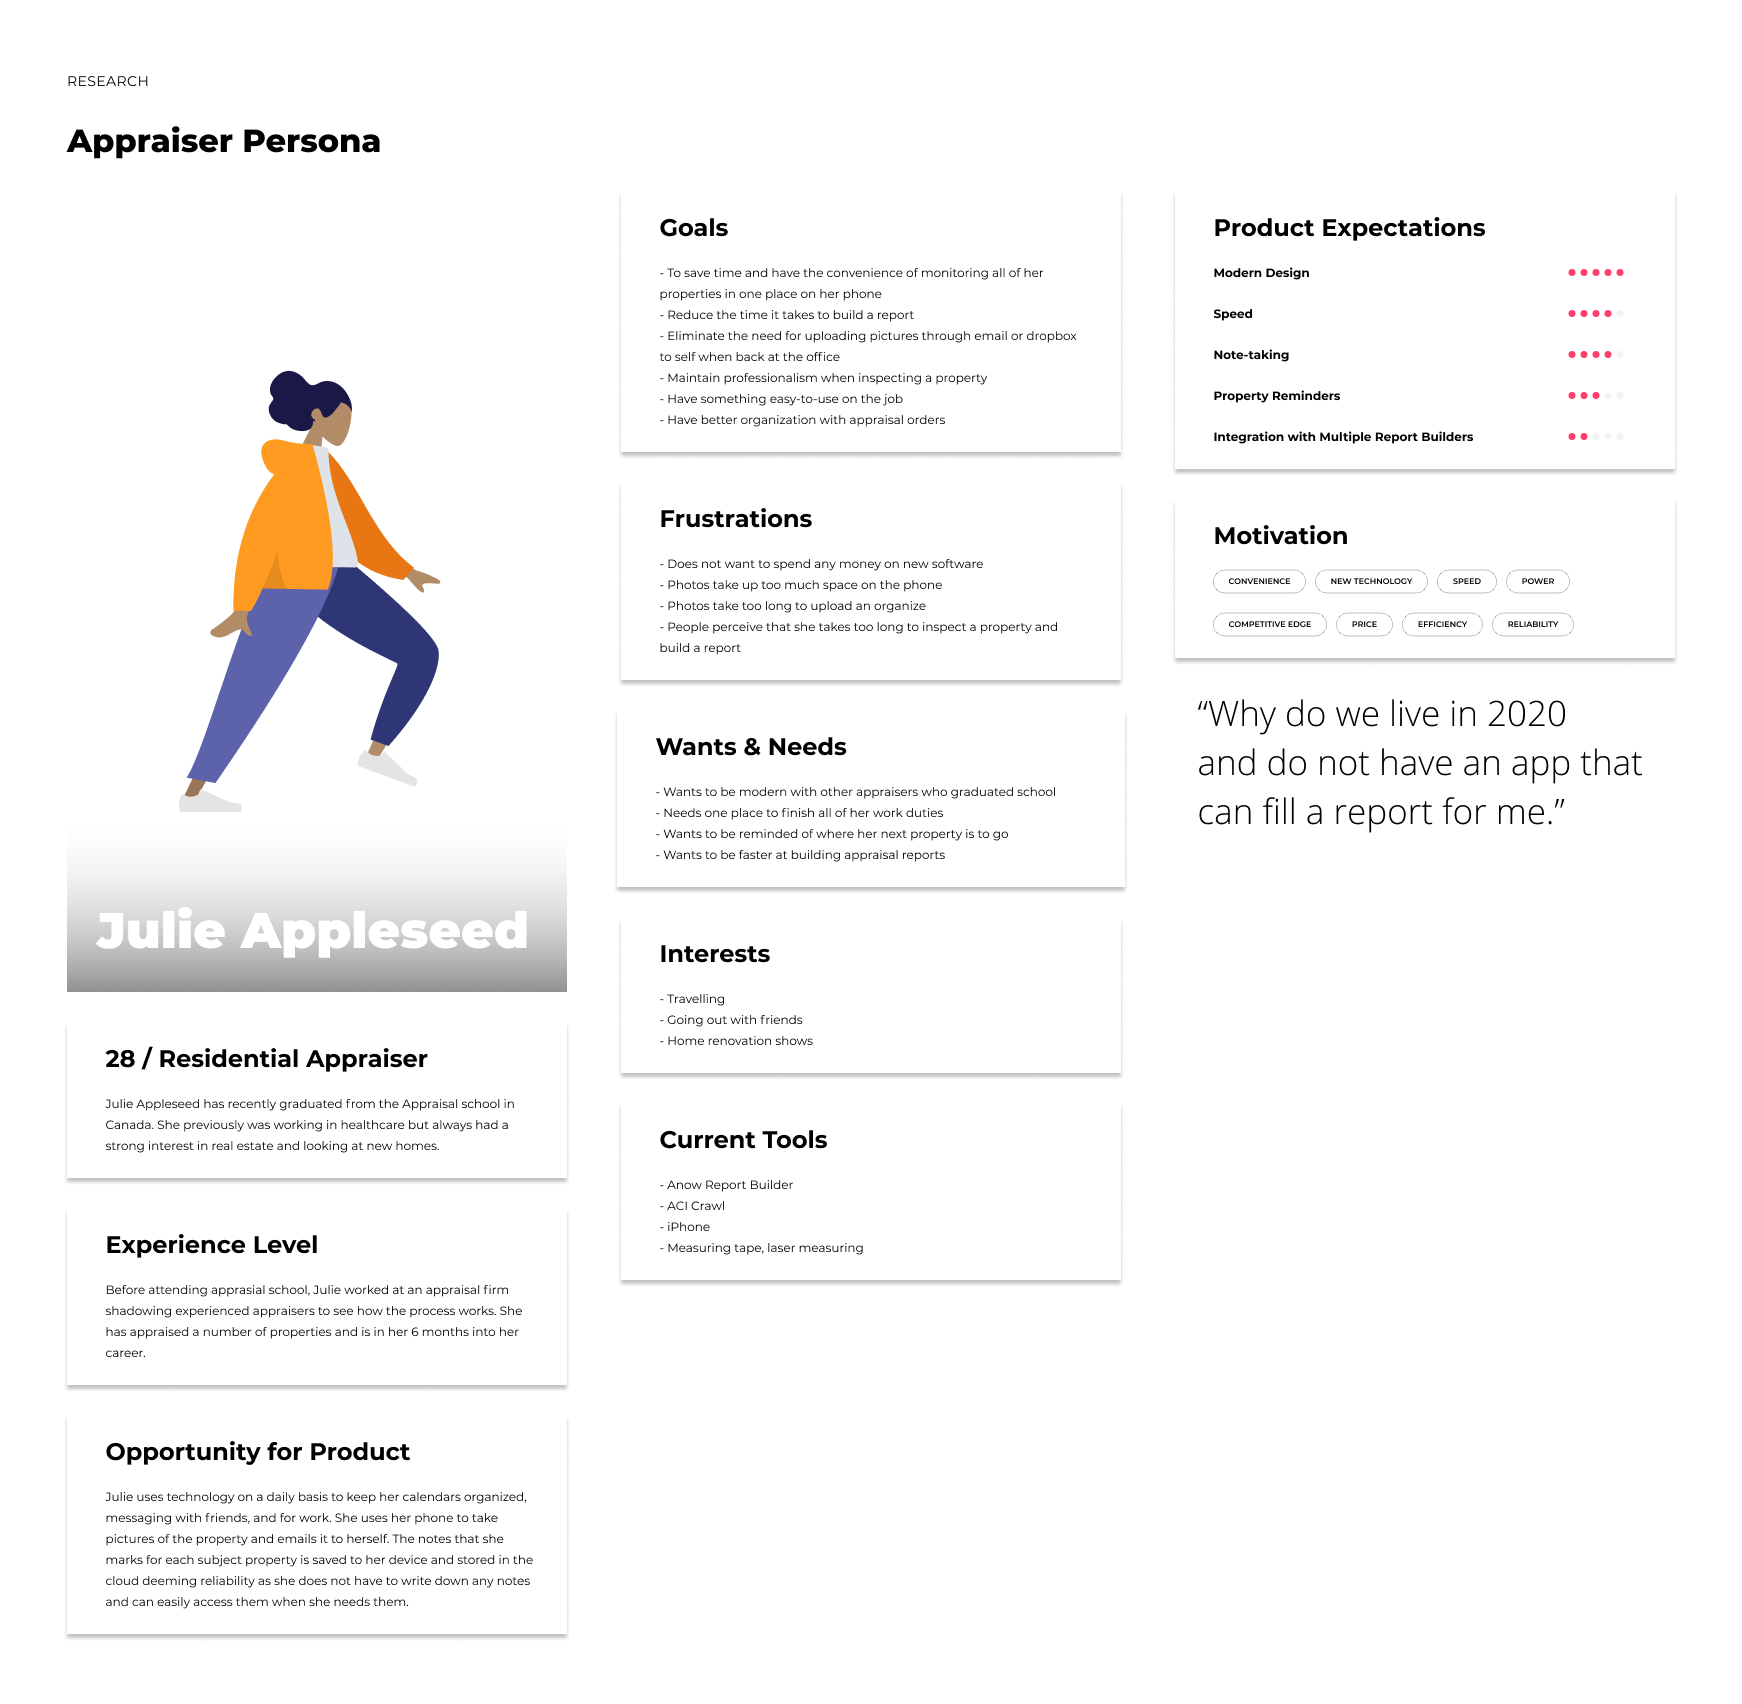 RESEARCH
Appraiser Persona
Julie Appleseed
28 / Residential Appraiser
Julie Appleseed has recently graduated from the Appraisal school in
Canada. She previously was working in healthcare but always had a
strong interest in real estate and looking at new homes.
Experience Level
Before attending apprasial school, Julie worked at an appraisal firm
shadowing experienced appraisers to see how the process works. She
has appraised a number of properties and is in her 6 months into her
career.
Opportunity for Product
Julie uses technology on a daily basis to keep her calendars organized,
messaging with friends, and for work. She uses her phone to take
pictures of the property and emails it to herself. The notes that she
marks for each subject property is saved to her device and stored in the
cloud deeming reliability as she does not have to write down any notes
and can easily access them when she needs them.
Goals
- To save time and have the convenience of monitoring all of her
properties in one place on her phone
- Reduce the time it takes to build a report
- Eliminate the need for uploading pictures through email or dropbox
to self when back at the office
- Maintain professionalism when inspecting a property
- Have something easy-to-use on the job
- Have better organization with appraisal orders
Frustrations
- Does not want to spend any money on new software
- Photos take up too much space on the phone
- Photos take too long to upload an organize
- People perceive that she takes too long to inspect a property and
build a report
Wants & Needs
- Wants to be modern with other appraisers who graduated school
- Needs one place to finish all of her work duties
- Wants to be reminded of where her next property is to go
- Wants to be faster at building appraisal reports
Interests
- Travelling
- Going out with friends
- Home renovation shows
Current Tools
- Anow Report Builder
- ACI Crawl
- iPhone
- Measuring tape, laser measuring
Product Expectations
Modern Design
Speed
Note-taking
Property Reminders
Integration with Multiple Report Builders
Motivation
CONVENIENCE NEW TECHNOLOGY SPEED POWER
COMPETITIVE EDGE PRICE EFFICIENCY RELIABILITY
“Why do we live in 2020
and do not have an app that
can fill a report for me.”